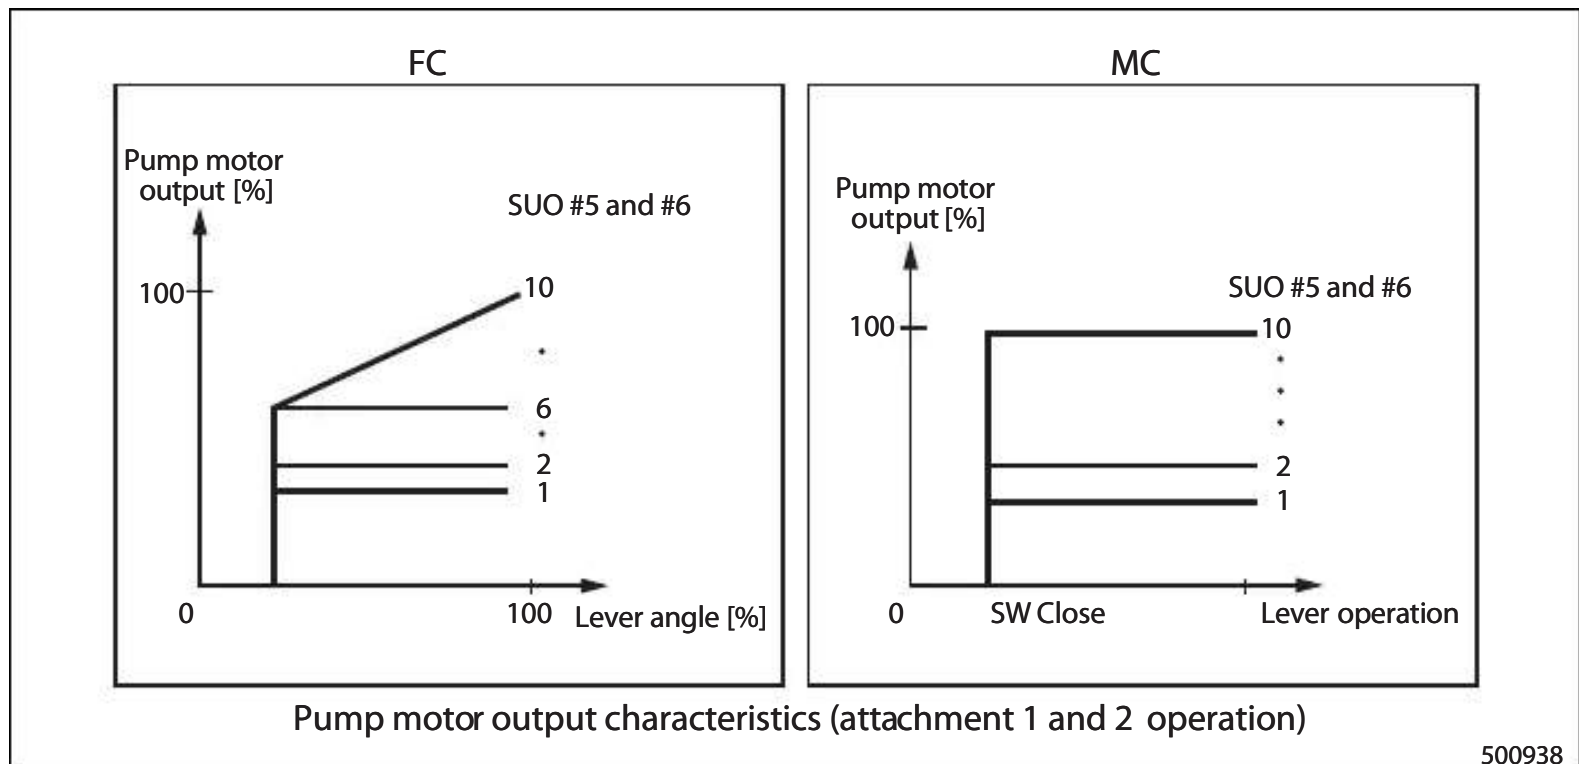 FC
Pump motor
output [%]
SUO #5 and #6
100
10
6
2
1
0
100
Lever angle [%]
MC
Pump motor
output [%]
SUO #5 and #6
100
10
2
1
0
SW Close
Lever operation
Pump motor output characteristics (attachment 1 and 2 operation)
500938